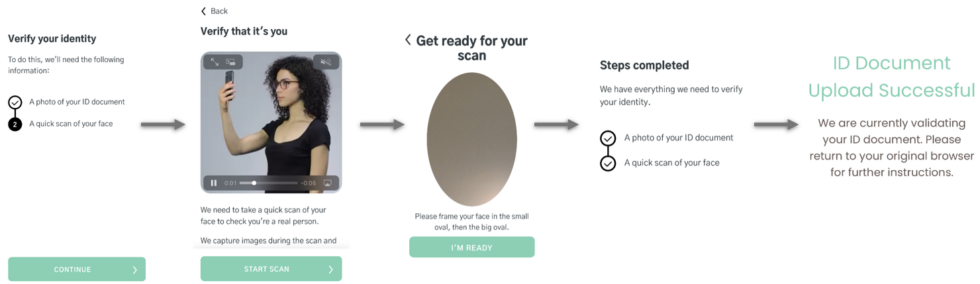 Verify your identity
To do this, we'll need the following
information:
A photo of your ID document
2 A quick scan of your face
CONTINUE
Back
Verify that it's you
0:01 -0:05
We need to take a quick scan of your
face to check you're a real person.
We capture images during the scan and
START SCAN
Get ready for your
scan
Please frame your face in the small
oval, then the big oval.
I'M READY
Steps completed
We have everything we need to verify
your identity.
A photo of your ID document
A quick scan of your face
ID Document
Upload Successful
We are currently validating
your ID document. Please
return to your original browser
for further instructions.